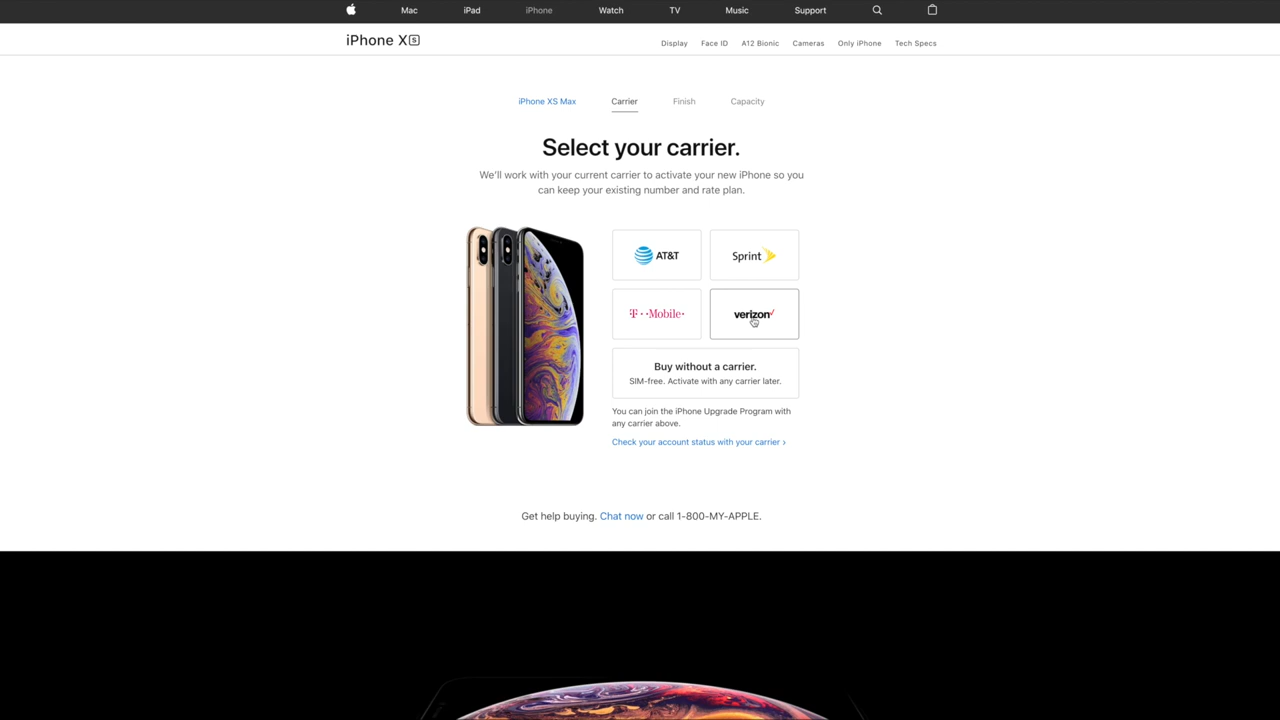 Mac iPad iPhone Watch TV Music Support
iPhone XS
Display Face ID A12 Bionic Cameras Only iPhone Tech Specs
iPhone XS Max Carrier Finish Capacity
Select your carrier.
We'll work with your current carrier to activate your new iPhone so you
can keep your existing number and rate plan.
AT&T Sprint
T··Mobile· verizon✓
Buy without a carrier.
SIM-free. Activate with any carrier later.
You can join the iPhone Upgrade Program with
any carrier above.
Check your account status with your carrier ›
Get help buying. Chat now or call 1-800-MY-APPLE.